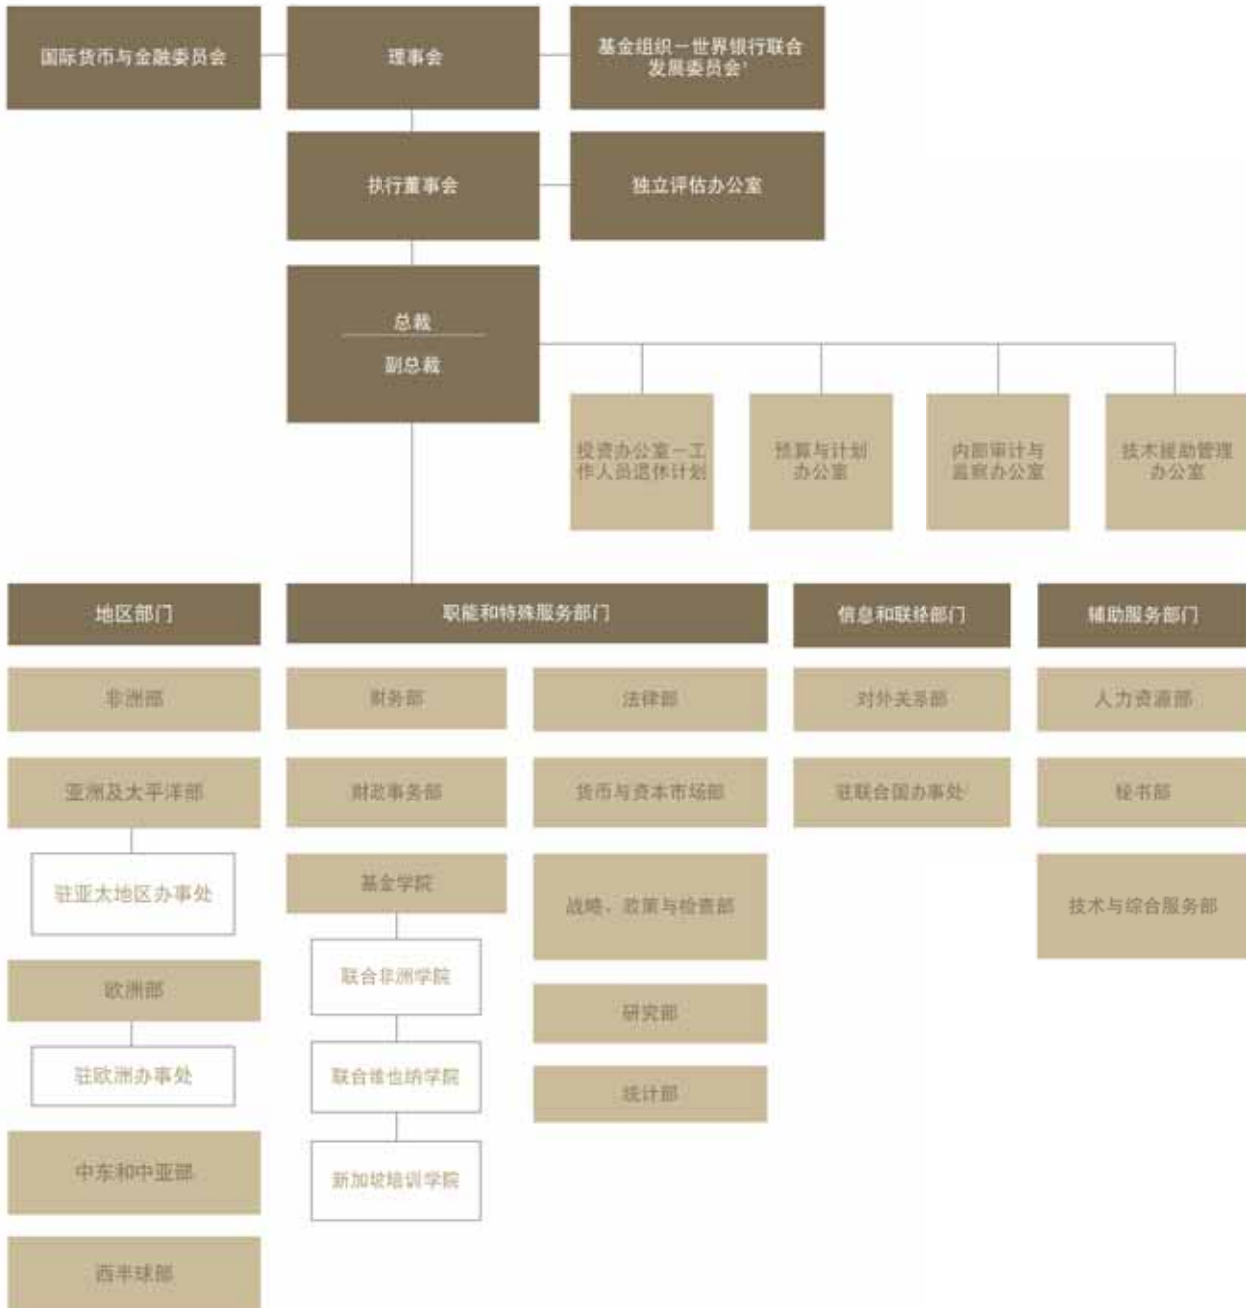 国际货币与金融委员会
理事会
基金组织－世界银行联合
发展委员会¹
执行董事会
独立评估办公室
总裁
副总裁
投资办公室－工
作人员退休计划
预算与计划
办公室
内部审计与
监察办公室
技术援助管理
办公室
地区部门
职能和特殊服务部门
信息和联络部门
辅助服务部门
非洲部
财务部
法律部
对外关系部
人力资源部
亚洲及太平洋部
财政事务部
货币与资本市场部
驻联合国办事处
秘书部
驻亚太地区办事处
基金学院
战略、政策与检查部
技术与综合服务部
联合非洲学院
欧洲部
研究部
驻欧洲办事处
联合维也纳学院
统计部
中东和中亚部
新加坡培训学院
西半球部